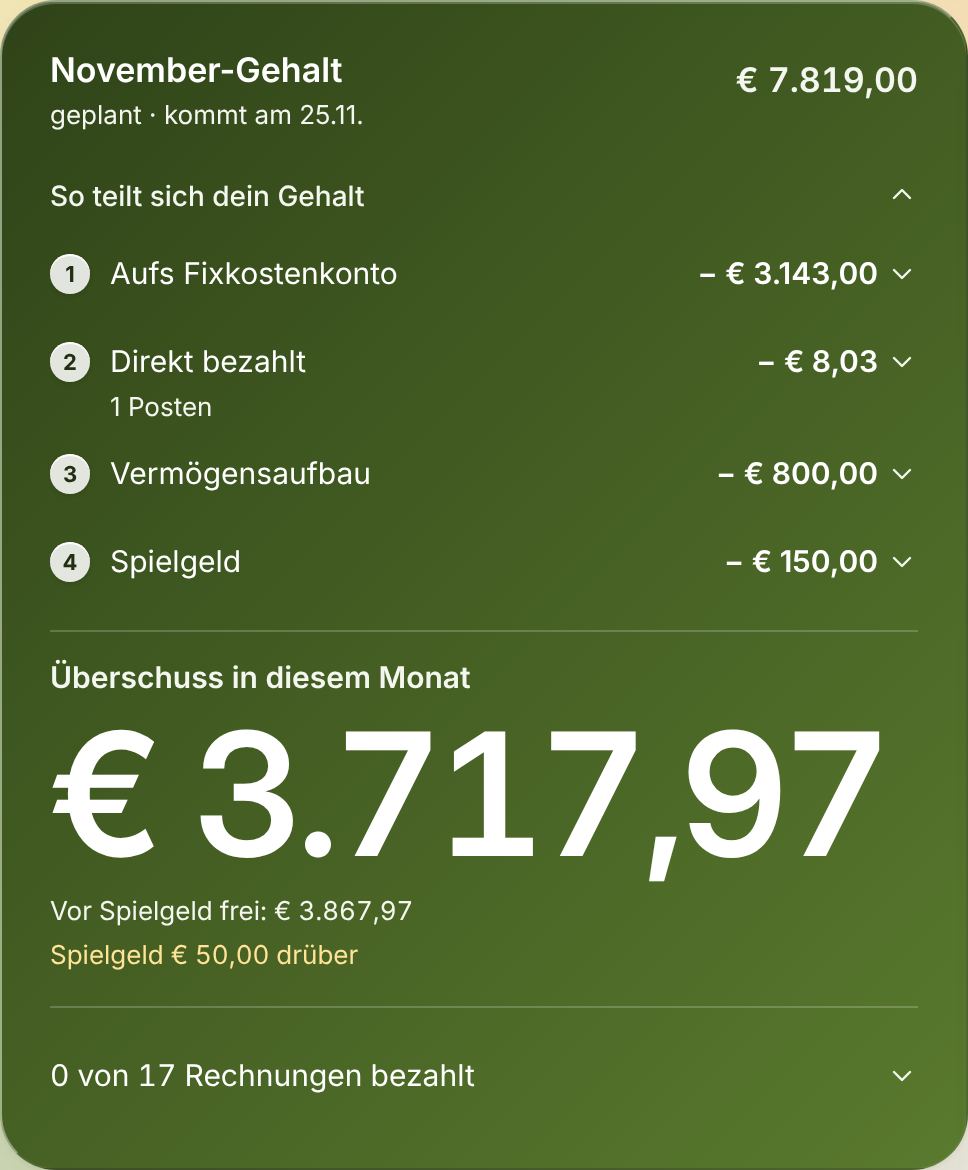 November-Gehalt
€ 7.819,00
geplant · kommt am 25.11.
So teilt sich dein Gehalt
1 Aufs Fixkostenkonto – € 3.143,00
2 Direkt bezahlt – € 8,03
1 Posten
3 Vermögensaufbau – € 800,00
4 Spielgeld – € 150,00
Überschuss in diesem Monat
€ 3.717,97
Vor Spielgeld frei: € 3.867,97
Spielgeld € 50,00 drüber
0 von 17 Rechnungen bezahlt